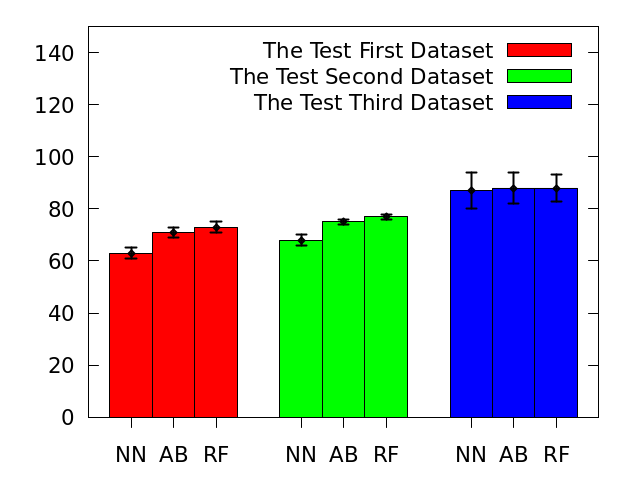 140
120
100
80
60
40
20
0
The Test First Dataset
The Test Second Dataset
The Test Third Dataset
NN AB RF NN AB RF NN AB RF